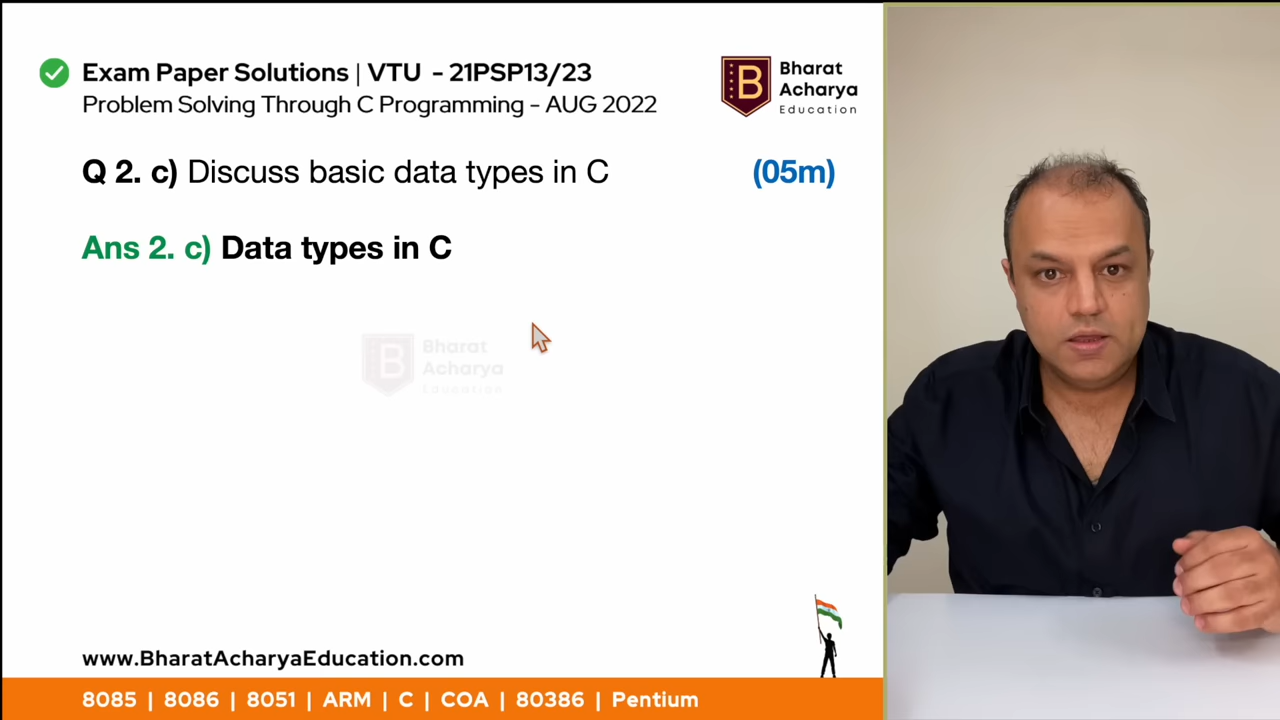 Exam Paper Solutions | VTU - 21PSP13/23
Problem Solving Through C Programming - AUG 2022
B Bharat
Acharya
Education
Q 2. c) Discuss basic data types in C (05m)
Ans 2. c) Data types in C
B Bharat
Acharya
Education
www.BharatAcharyaEducation.com
8085 | 8086 | 8051 | ARM | C | COA | 80386 | Pentium